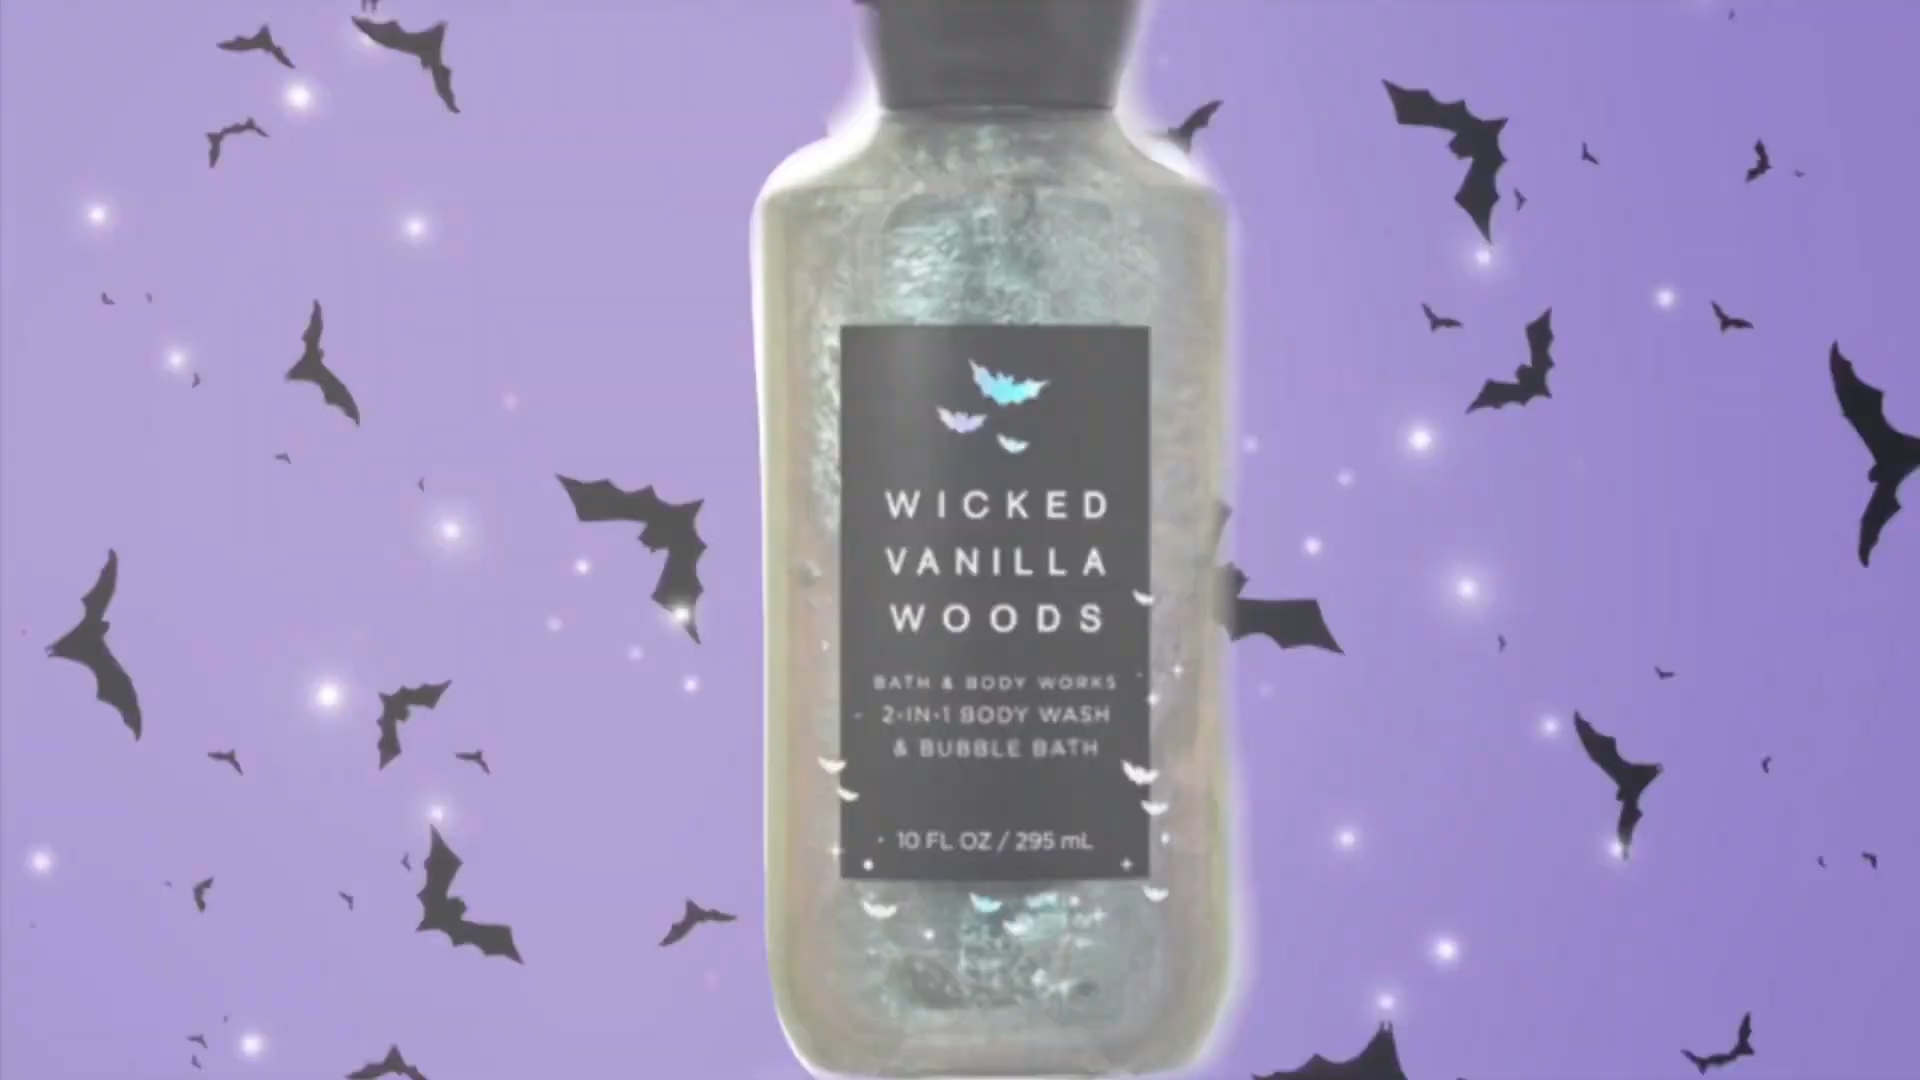 WICKED
VANILLA
WOODS
BATH & BODY WORKS
2-IN-1 BODY WASH
& BUBBLE BATH
10 FL OZ / 295 mL